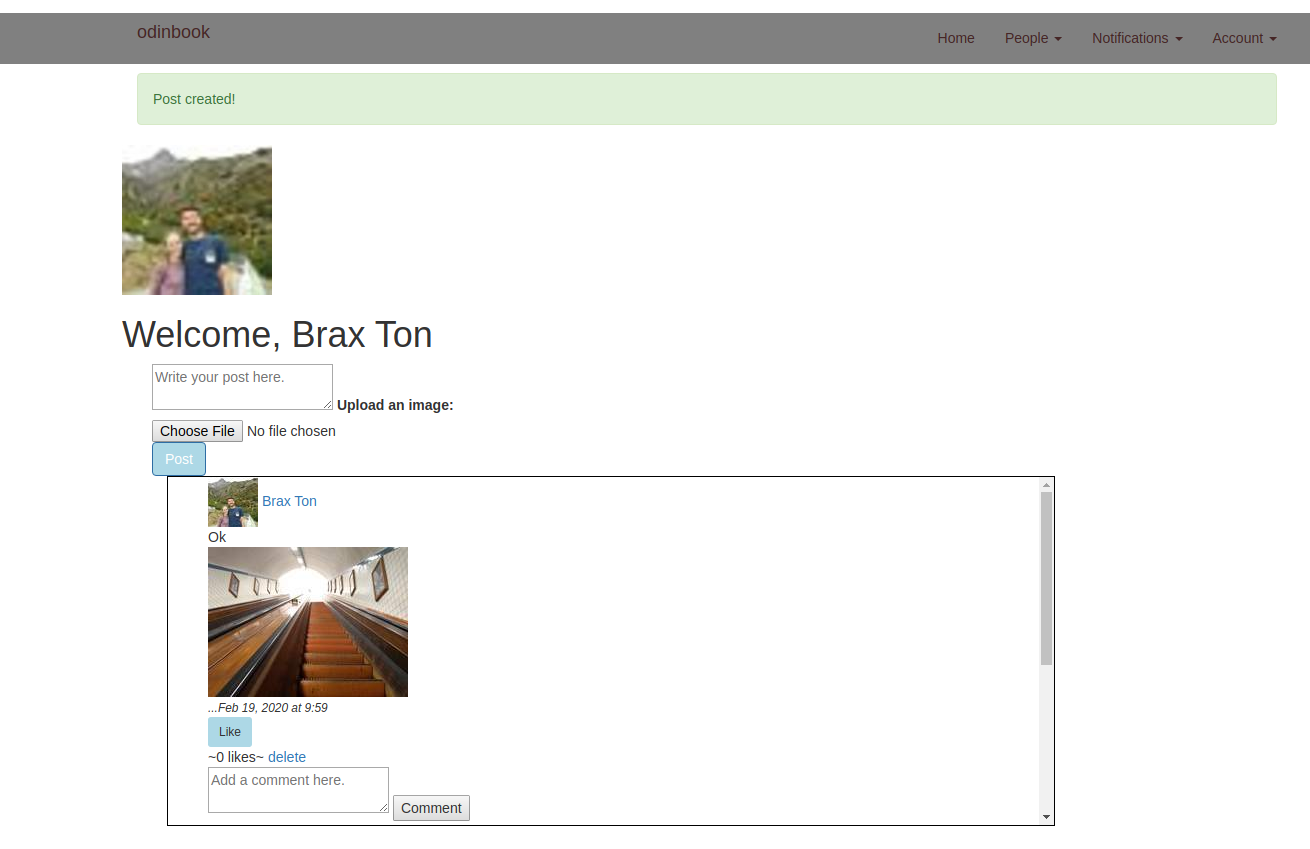 odinbook
Home People Notifications Account
Post created!
Welcome, Brax Ton
Write your post here.
Upload an image:
Choose File No file chosen
Post
Brax Ton
Ok
...Feb 19, 2020 at 9:59
Like
~0 likes~ delete
Add a comment here.
Comment